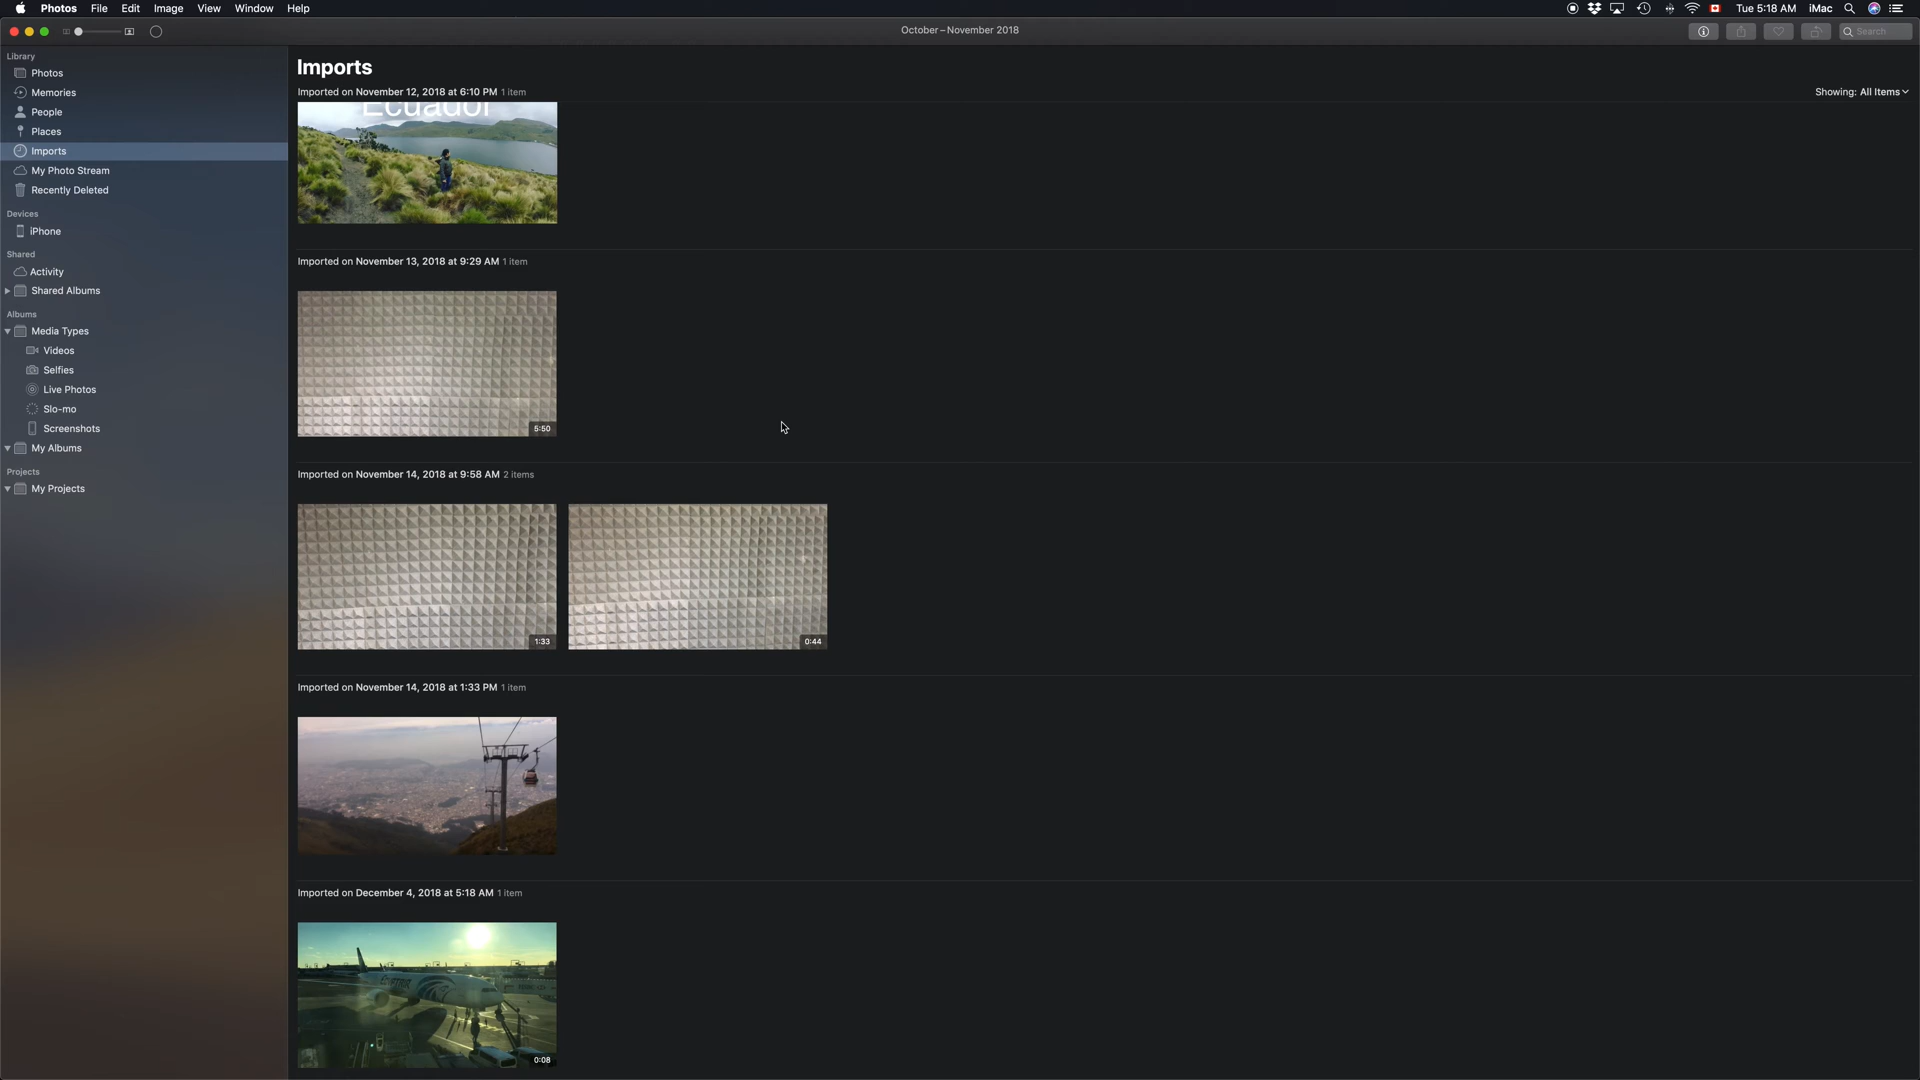 Photos File Edit Image View Window Help
Tue 5:18 AM iMac
October – November 2018
Search
Library
Photos
Memories
People
Places
Imports
My Photo Stream
Recently Deleted
Devices
iPhone
Shared
Activity
Shared Albums
Albums
Media Types
Videos
Selfies
Live Photos
Slo-mo
Screenshots
My Albums
Projects
My Projects
Imports
Imported on November 12, 2018 at 6:10 PM 1 item
Showing: All Items
Ecuador
Imported on November 13, 2018 at 9:29 AM 1 item
5:50
Imported on November 14, 2018 at 9:58 AM 2 items
1:33
0:44
Imported on November 14, 2018 at 1:33 PM 1 item
Imported on December 4, 2018 at 5:18 AM 1 item
0:08